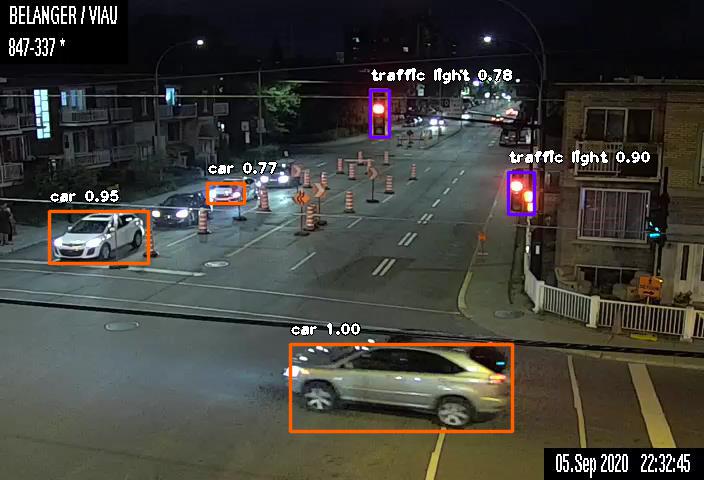 BELANGER / VIAU
847-337 *
traffic light 0.78
traffic light 0.90
car 0.77
car 0.95
car 1.00
05.Sep 2020 22:32:45